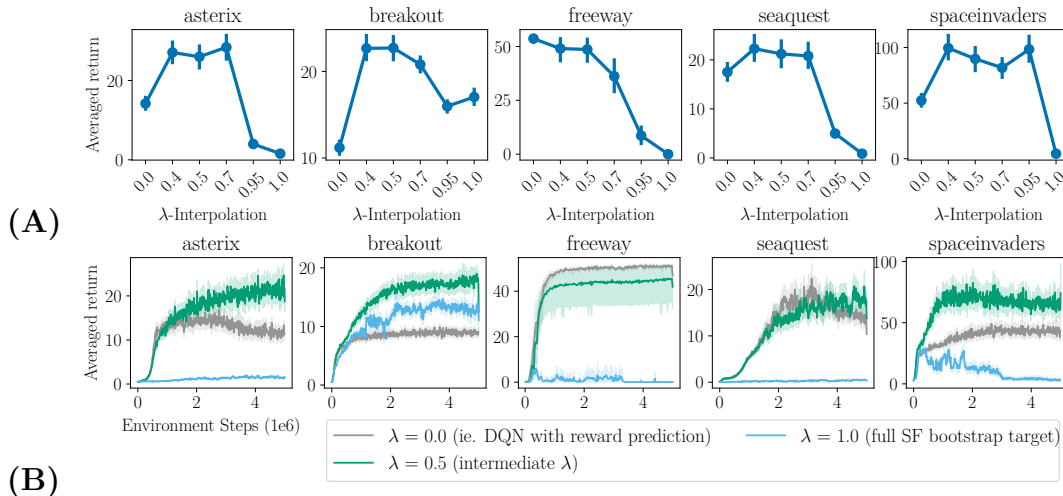 asterix breakout freeway seaquest spaceinvaders
Averaged return
0 20
10 20
0 25 50
0 10 20
0 50 100
0.0 0.4 0.5 0.7 0.95 1.0
0.0 0.4 0.5 0.7 0.95 1.0
0.0 0.4 0.5 0.7 0.95 1.0
0.0 0.4 0.5 0.7 0.95 1.0
0.0 0.4 0.5 0.7 0.95 1.0
λ-Interpolation λ-Interpolation λ-Interpolation λ-Interpolation λ-Interpolation
(A)
asterix breakout freeway seaquest spaceinvaders
Averaged return
0 10 20
0 10 20
0 20 40
0 10 20
0 25 50 75 100
0 2 4
0 2 4
0 2 4
0 2 4
0 2 4
Environment Steps (1e6)
λ = 0.0 (ie. DQN with reward prediction)
λ = 0.5 (intermediate λ)
λ = 1.0 (full SF bootstrap target)
(B)